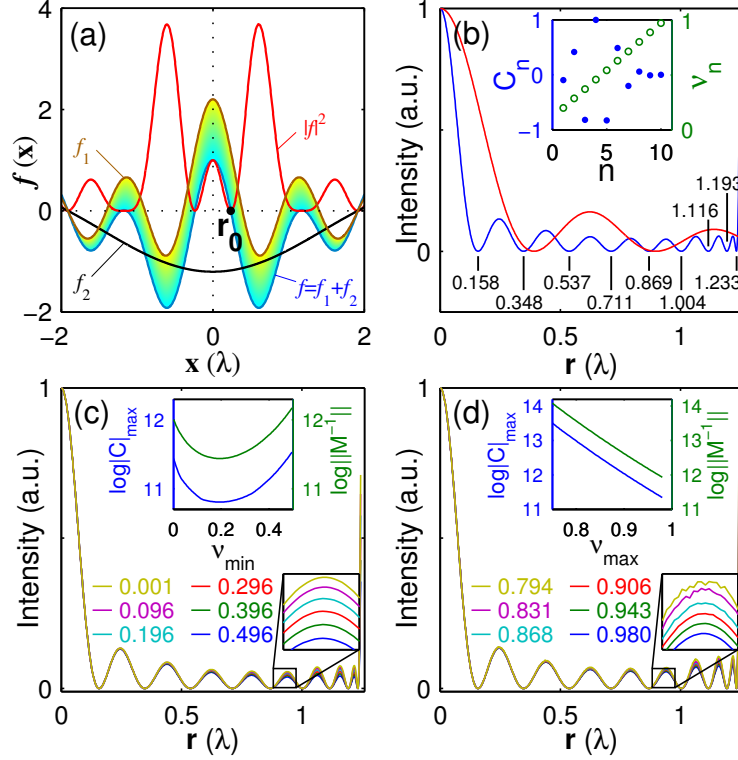 (a)
f (x)
4
2
0
−2
−2
−1
0
1
2
x (λ)
f1
f2
|f|2
r0
f=f1+f2
(b)
Intensity (a.u.)
1
0
0
0.5
1
r (λ)
Cn
1
0
−1
νn
1
0
0
5
10
n
0.158
0.348
0.537
0.711
0.869
1.004
1.116
1.193
1.233
(c)
Intensity (a.u.)
1
0
0
0.5
1
r (λ)
log|C|max
12
11
log||M−1||
12
11
0
0.2
0.4
νmin
0.001 0.296
0.096 0.396
0.196 0.496
(d)
Intensity (a.u.)
1
0
0
0.5
1
r (λ)
log|C|max
14
13
12
11
log||M−1||
14
13
12
11
0.8
0.9
1
νmax
0.794 0.906
0.831 0.943
0.868 0.980